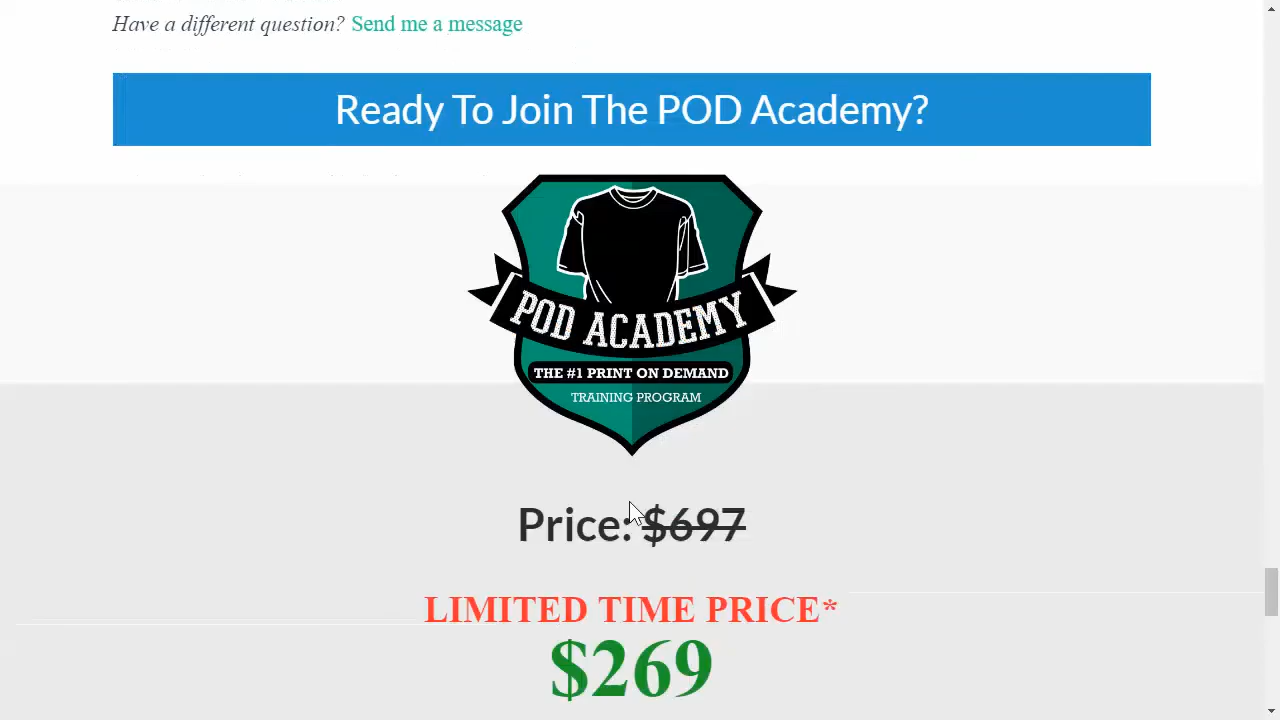 Have a different question? Send me a message
Ready To Join The POD Academy?
POD ACADEMY
THE #1 PRINT ON DEMAND
TRAINING PROGRAM
Price: $697
LIMITED TIME PRICE*
$269